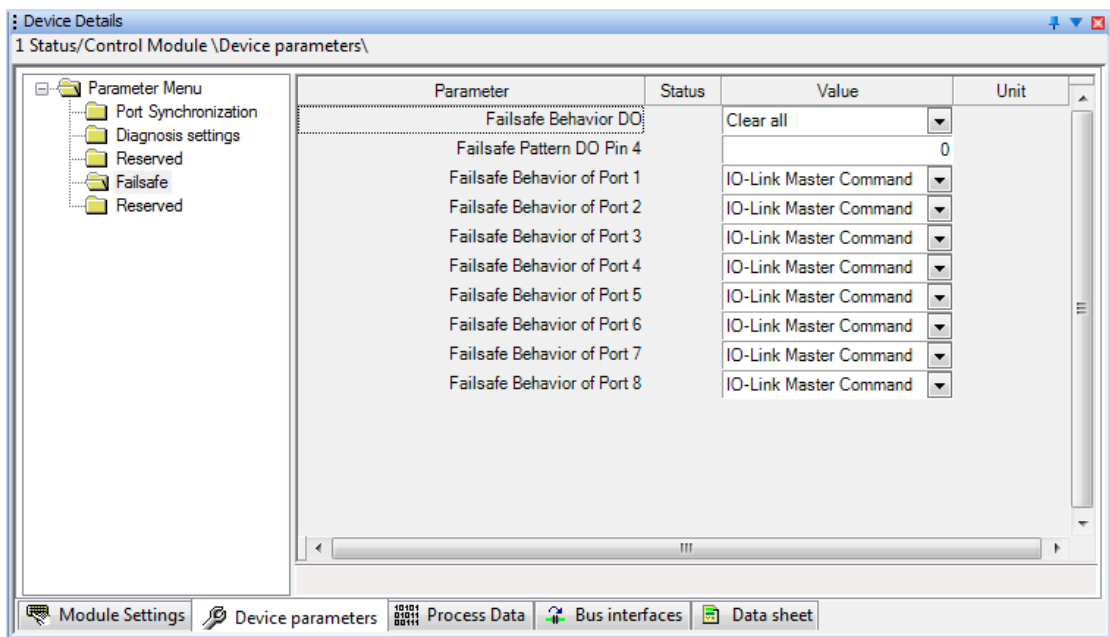 Device Details
1 Status/Control Module \Device parameters\
Parameter Menu
Port Synchronization
Diagnosis settings
Reserved
Failsafe
Reserved
Parameter Status Value Unit
Failsafe Behavior DO Clear all
Failsafe Pattern DO Pin 4 0
Failsafe Behavior of Port 1 IO-Link Master Command
Failsafe Behavior of Port 2 IO-Link Master Command
Failsafe Behavior of Port 3 IO-Link Master Command
Failsafe Behavior of Port 4 IO-Link Master Command
Failsafe Behavior of Port 5 IO-Link Master Command
Failsafe Behavior of Port 6 IO-Link Master Command
Failsafe Behavior of Port 7 IO-Link Master Command
Failsafe Behavior of Port 8 IO-Link Master Command
Module Settings Device parameters Process Data Bus interfaces Data sheet